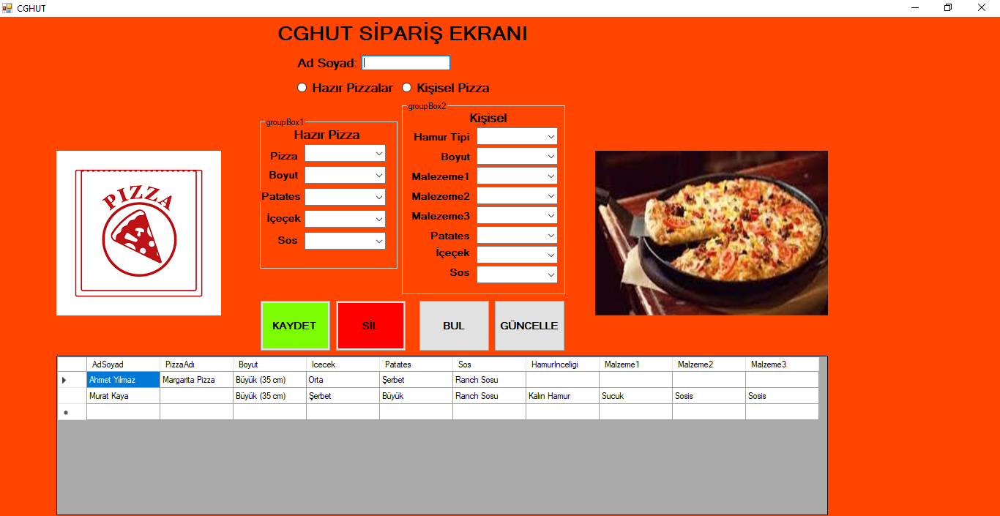 CGHUT
CGHUT SİPARİŞ EKRANI
Ad Soyad:
Hazır Pizzalar Kişisel Pizza
groupBox1
Hazır Pizza
Pizza
Boyut
Patates
İçeçek
Sos
groupBox2
Kişisel
Hamur Tipi
Boyut
Malezeme1
Malezeme2
Malezeme3
Patates
İçeçek
Sos
PIZZA
KAYDET SİL BUL GÜNCELLE
AdSoyad PizzaAdı Boyut Icecek Patates Sos HamurInceligi Malzeme1 Malzeme2 Malzeme3
Ahmet Yılmaz Margarita Pizza Büyük (35 cm) Orta Şerbet Ranch Sosu
Murat Kaya Büyük (35 cm) Şerbet Büyük Ranch Sosu Kalın Hamur Sucuk Sosis Sosis